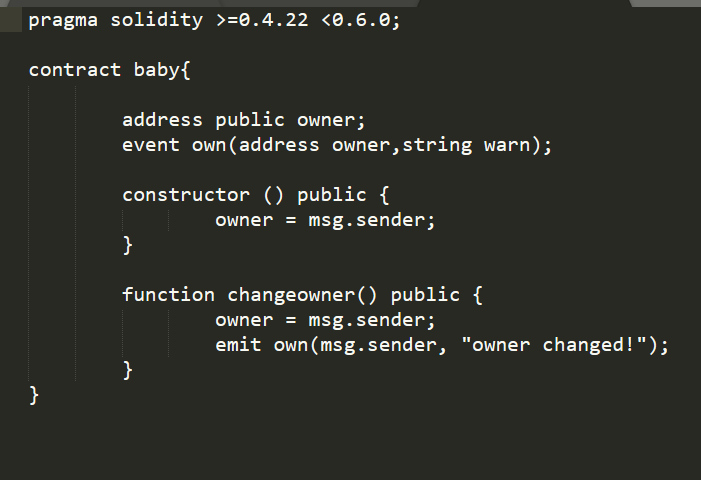 pragma solidity >=0.4.22 <0.6.0;
contract baby{
address public owner;
event own(address owner,string warn);
constructor () public {
owner = msg.sender;
}
function changeowner() public {
owner = msg.sender;
emit own(msg.sender, "owner changed!");
}
}